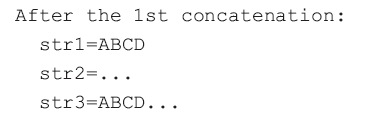 After the 1st concatenation:
str1=ABCD
str2=...
str3=ABCD...